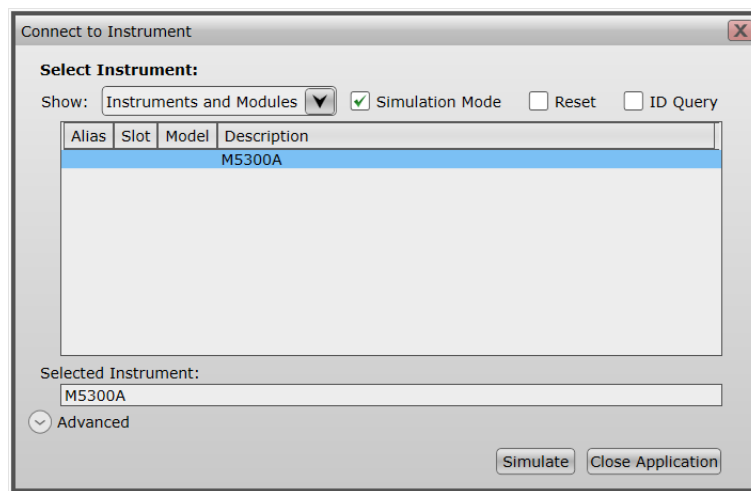 Connect to Instrument
X
Select Instrument:
Show: Instruments and Modules Simulation Mode Reset ID Query
Alias Slot Model Description
M5300A
Selected Instrument:
M5300A
Advanced
Simulate Close Application